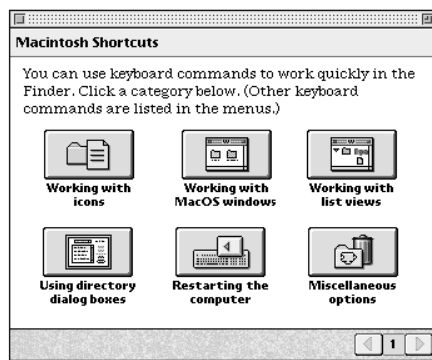 Macintosh Shortcuts
You can use keyboard commands to work quickly in the
Finder. Click a category below. (Other keyboard
commands are listed in the menus.)
Working with
icons
Working with
MacOS windows
Working with
list views
Using directory
dialog boxes
Restarting the
computer
Miscellaneous
options
1